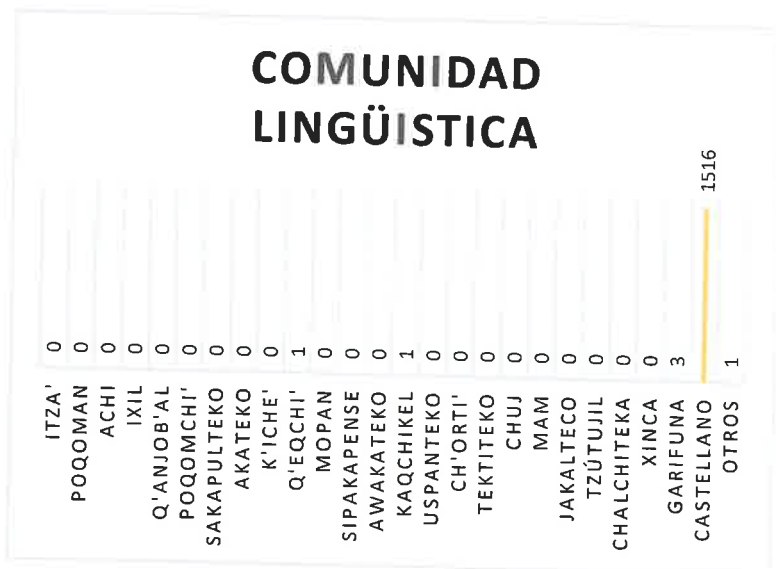 COMUNIDAD
LINGÜISTICA
ITZA' 0
POQOMAN 0
ACHI 0
IXIL 0
Q'ANJOB'AL 0
POQOMCHI' 0
SAKAPULTEKO 0
AKATEKO 0
K'ICHE' 0
Q'EQCHI' 1
MOPAN 0
SIPAKAPENSE 0
AWAKATEKO 0
KAQCHIKEL 1
USPANTEKO 0
CH'ORTI' 0
TEKTITEKO 0
CHUJ 0
MAM 0
JAKALTECO 0
TZÚTUJIL 0
CHALCHITEKA 0
XINCA 0
GARIFUNA 3
CASTELLANO 1516
OTROS 1